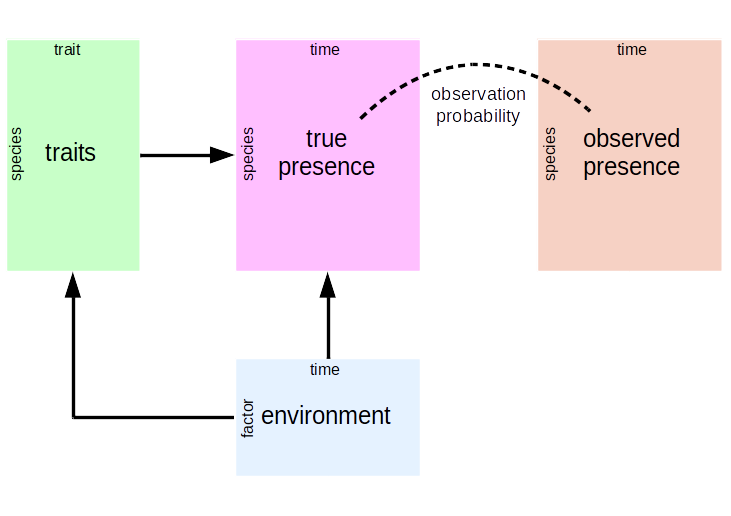 trait
species
traits
time
species
true
presence
observation
probability
time
species
observed
presence
time
factor
environment